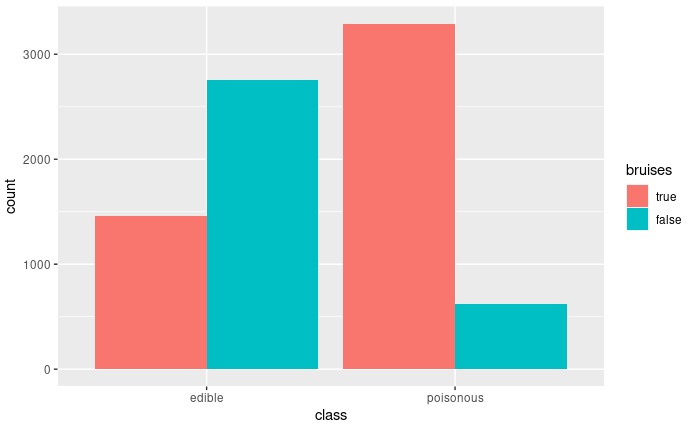 3000
2000
1000
0
count
edible
poisonous
class
bruises
true
false